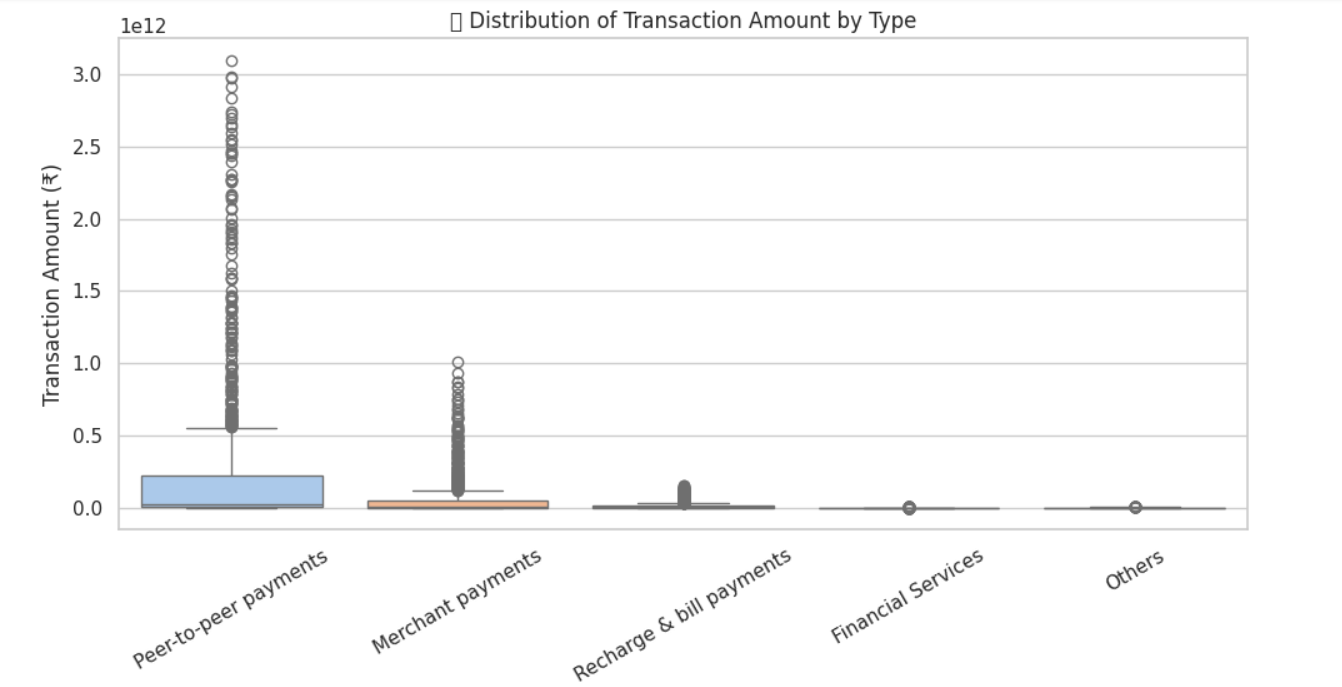 1e12
▯ Distribution of Transaction Amount by Type
Transaction Amount (₹)
3.0
2.5
2.0
1.5
1.0
0.5
0.0
Peer-to-peer payments
Merchant payments
Recharge & bill payments
Financial Services
Others